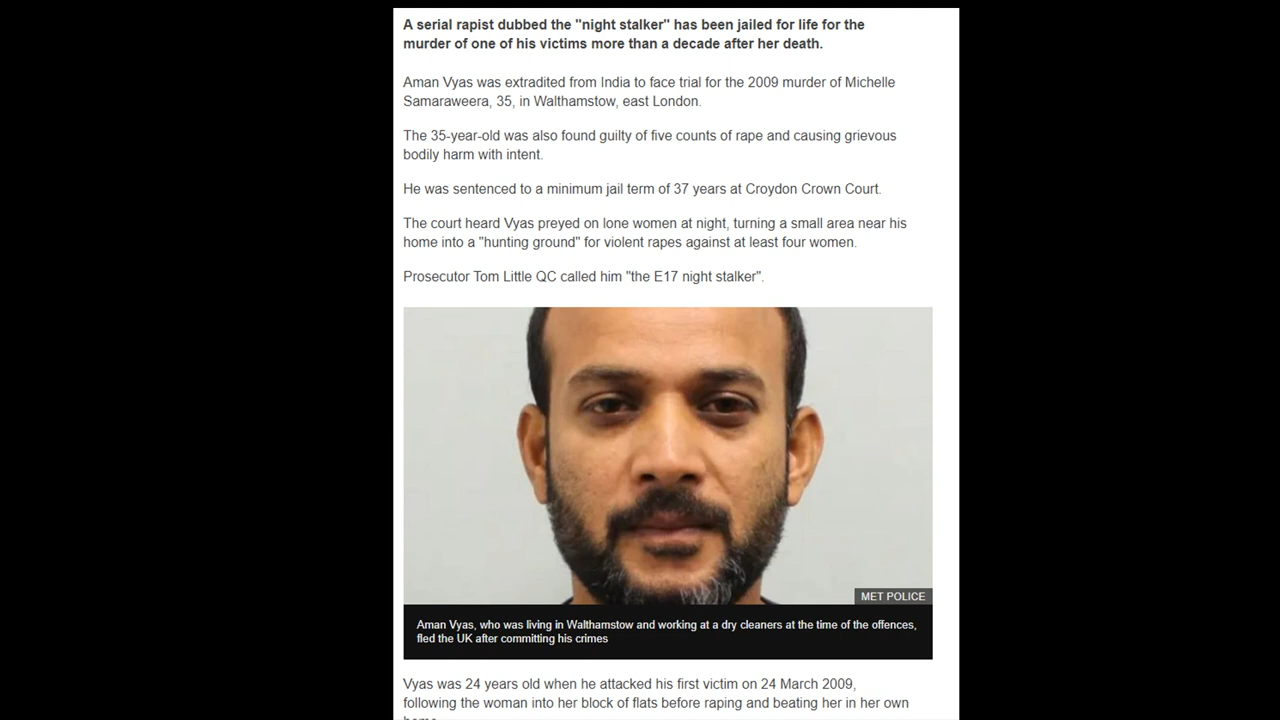 A serial rapist dubbed the "night stalker" has been jailed for life for the
murder of one of his victims more than a decade after her death.
Aman Vyas was extradited from India to face trial for the 2009 murder of Michelle
Samaraweera, 35, in Walthamstow, east London.
The 35-year-old was also found guilty of five counts of rape and causing grievous
bodily harm with intent.
He was sentenced to a minimum jail term of 37 years at Croydon Crown Court.
The court heard Vyas preyed on lone women at night, turning a small area near his
home into a "hunting ground" for violent rapes against at least four women.
Prosecutor Tom Little QC called him "the E17 night stalker".
MET POLICE
Aman Vyas, who was living in Walthamstow and working at a dry cleaners at the time of the offences,
fled the UK after committing his crimes
Vyas was 24 years old when he attacked his first victim on 24 March 2009,
following the woman into her block of flats before raping and beating her in her own